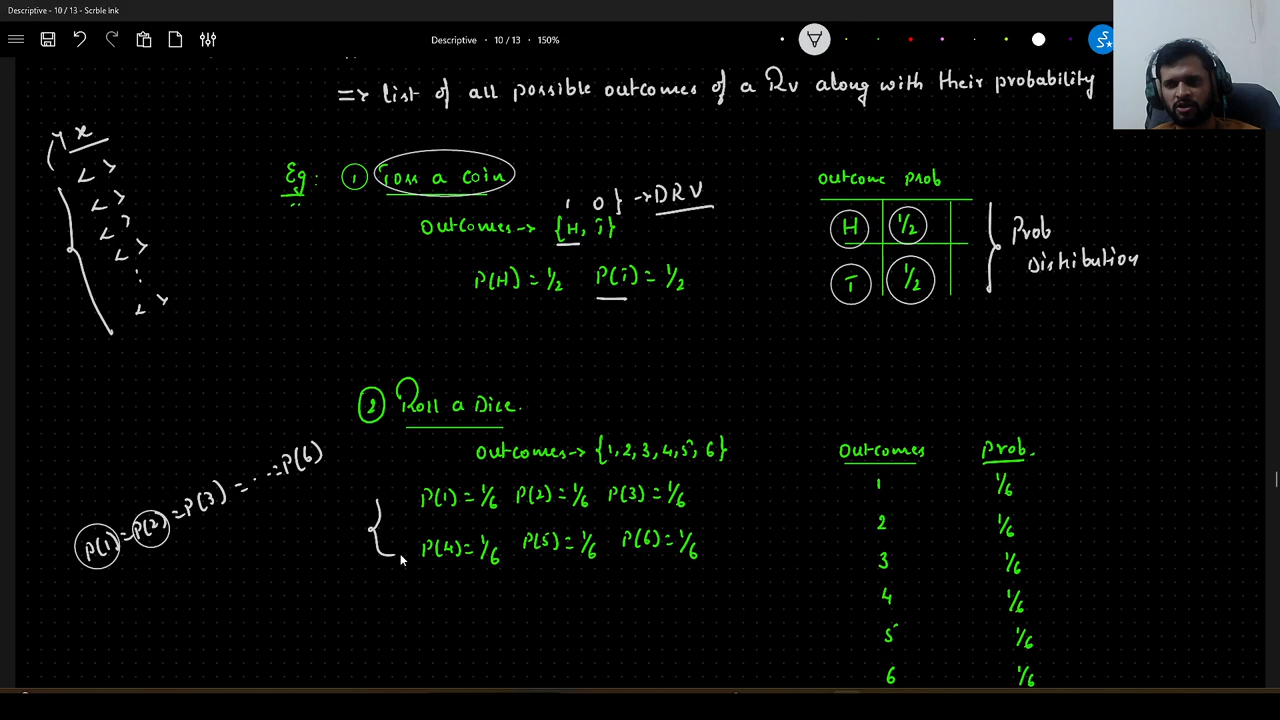 Descriptive - 10 / 13 - Scrble Ink
Descriptive • 10 / 13 • 150%
=> list of all possible outcomes of a RV along with their probability
x
Eg: 1 Toss a coin
1 0
Outcomes -> {H, T} -> DRV
P(H) = 1/2 P(T) = 1/2
Outcome Prob
H 1/2
T 1/2
Prob
Distribution
2 Roll a Dice.
Outcomes -> {1, 2, 3, 4, 5, 6}
P(1) = 1/6 P(2) = 1/6 P(3) = 1/6
P(4) = 1/6 P(5) = 1/6 P(6) = 1/6
P(1) = P(2) = P(3) = ... = P(6)
Outcomes Prob.
1 1/6
2 1/6
3 1/6
4 1/6
5 1/6
6 1/6